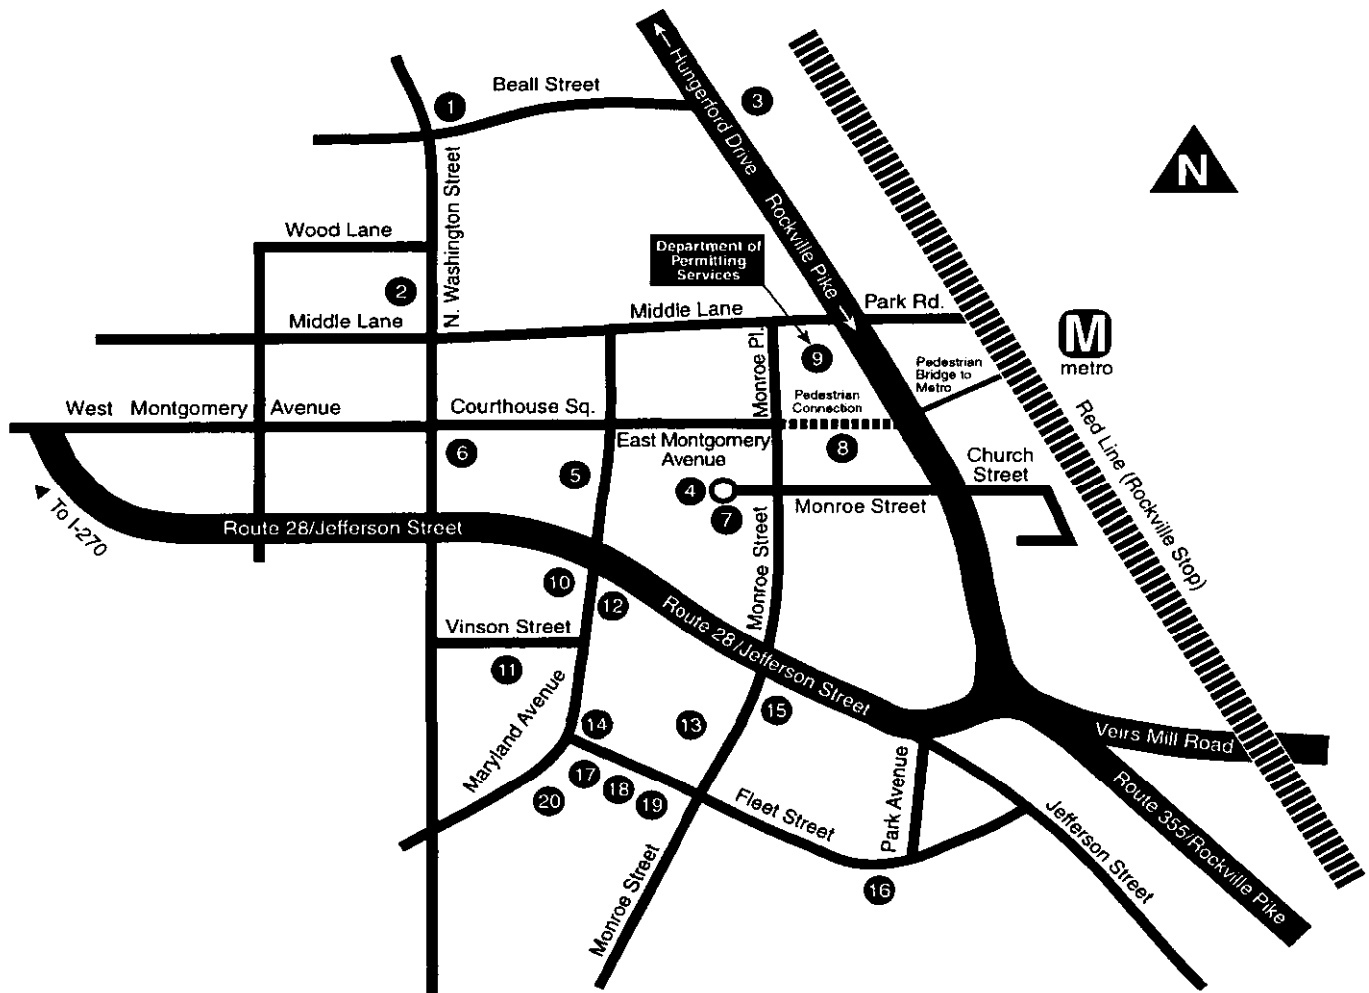 Beall Street
1
3
Hungerford Drive
Rockville Pike
N
N. Washington Street
Wood Lane
Department of
Permitting
Services
2
Middle Lane
Middle Lane
Park Rd.
Monroe Pl.
9
Pedestrian
Bridge to
Metro
M
metro
West Montgomery Avenue
Courthouse Sq.
Pedestrian
Connection
East Montgomery
Avenue
6
5
8
Church
Street
Red Line (Rockville Stop)
4
7
Monroe Street
To I-270
Route 28/Jefferson Street
Monroe Street
10
12
Route 28/Jefferson Street
Vinson Street
11
Maryland Avenue
14
13
15
Veirs Mill Road
17
18
19
20
Fleet Street
Park Avenue
Jefferson Street
Route 355/Rockville Pike
Monroe Street
16